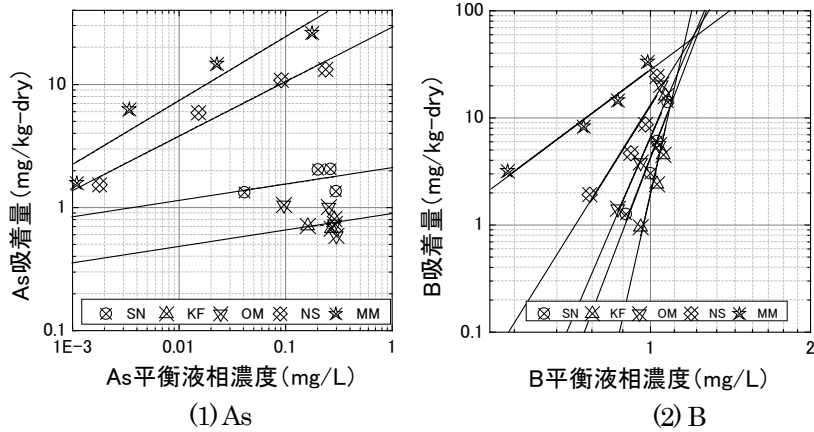 As吸着量(mg/kg-dry)
10
1
0.1
SN KF OM NS MM
1E-3 0.01 0.1 1
As平衡液相濃度(mg/L)
(1) As
B吸着量(mg/kg-dry)
100
10
1
0.1
SN KF OM NS MM
1 2
B平衡液相濃度(mg/L)
(2) B